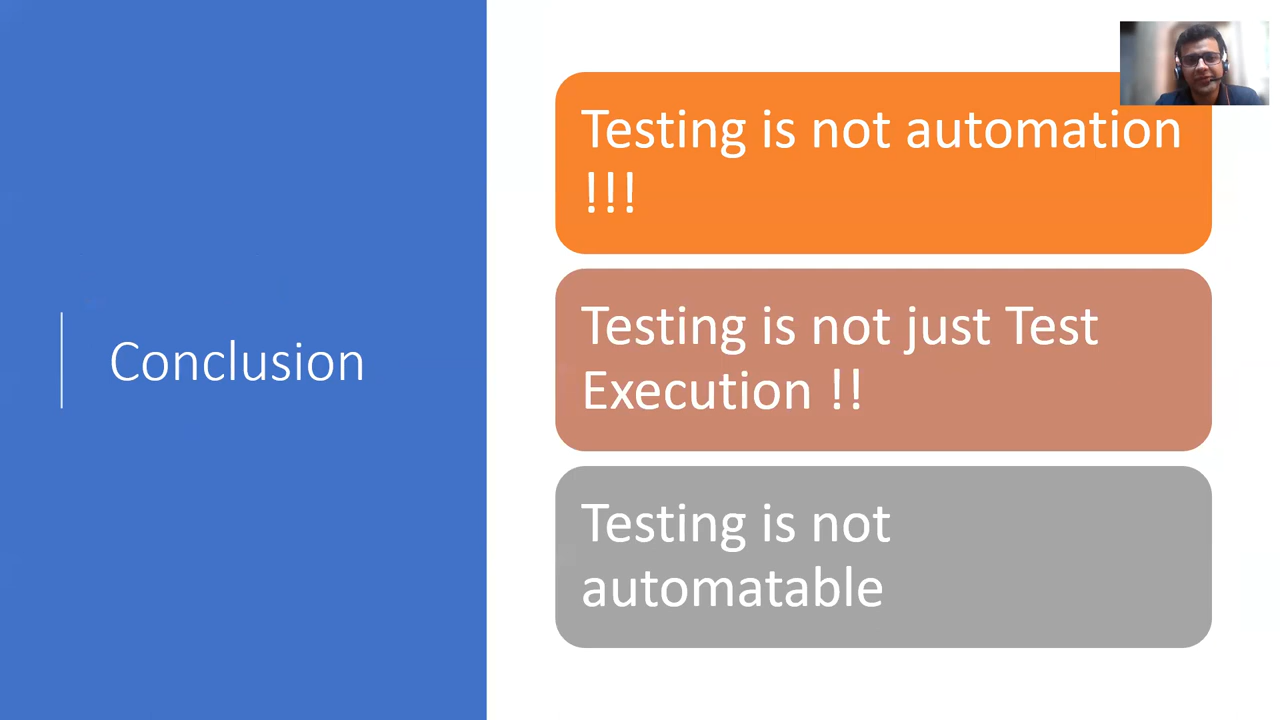 Conclusion
Testing is not automation
!!!
Testing is not just Test
Execution !!
Testing is not
automatable